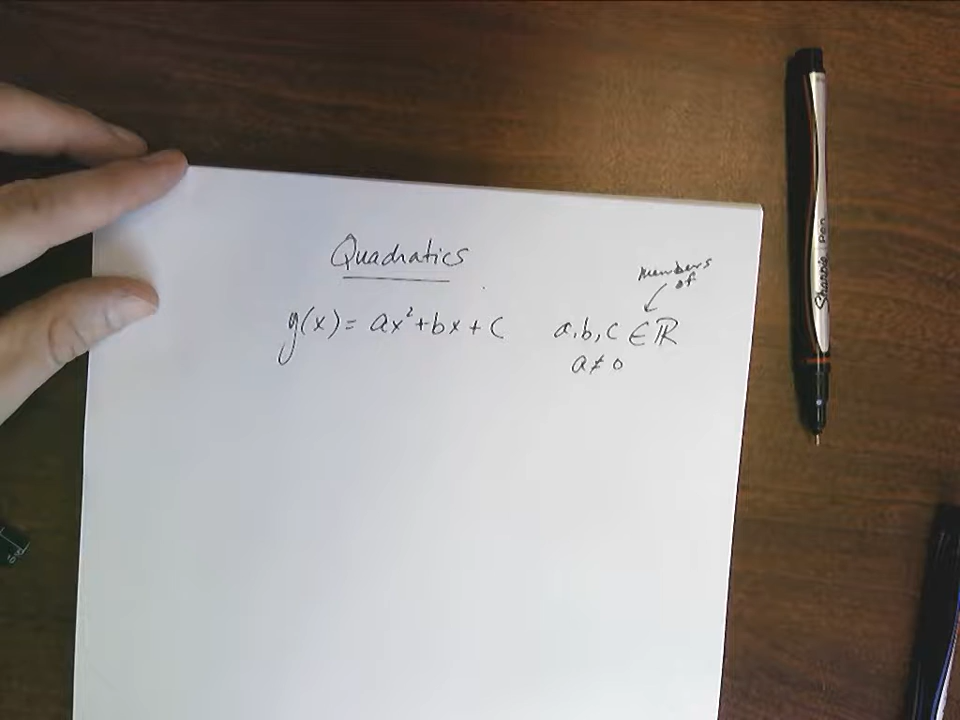 Quadratics
members
of
g(x) = ax²+bx+c   a,b,c ∈ ℝ
a ≠ 0
Sharpie | Pen